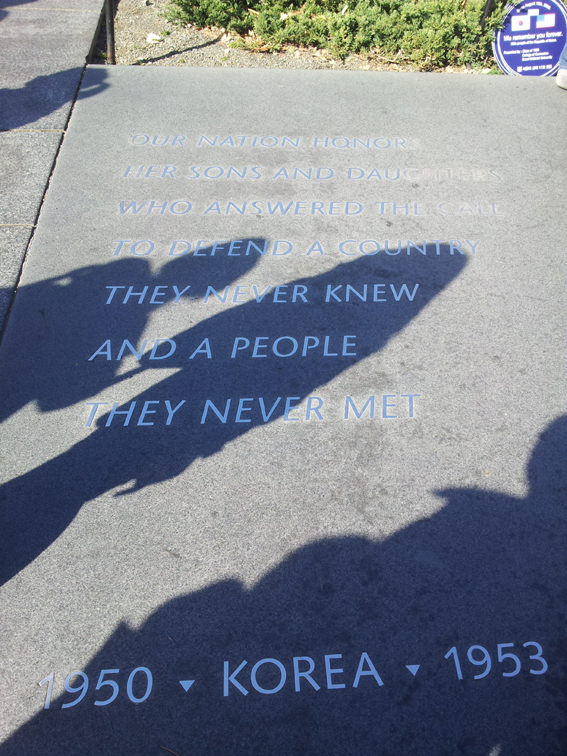 OUR NATION HONORS
HER SONS AND DAUGHTERS
WHO ANSWERED THE CALL
TO DEFEND A COUNTRY
THEY NEVER KNEW
AND A PEOPLE
THEY NEVER MET
1950 ▾ KOREA ▾ 1953
We remember you forever.